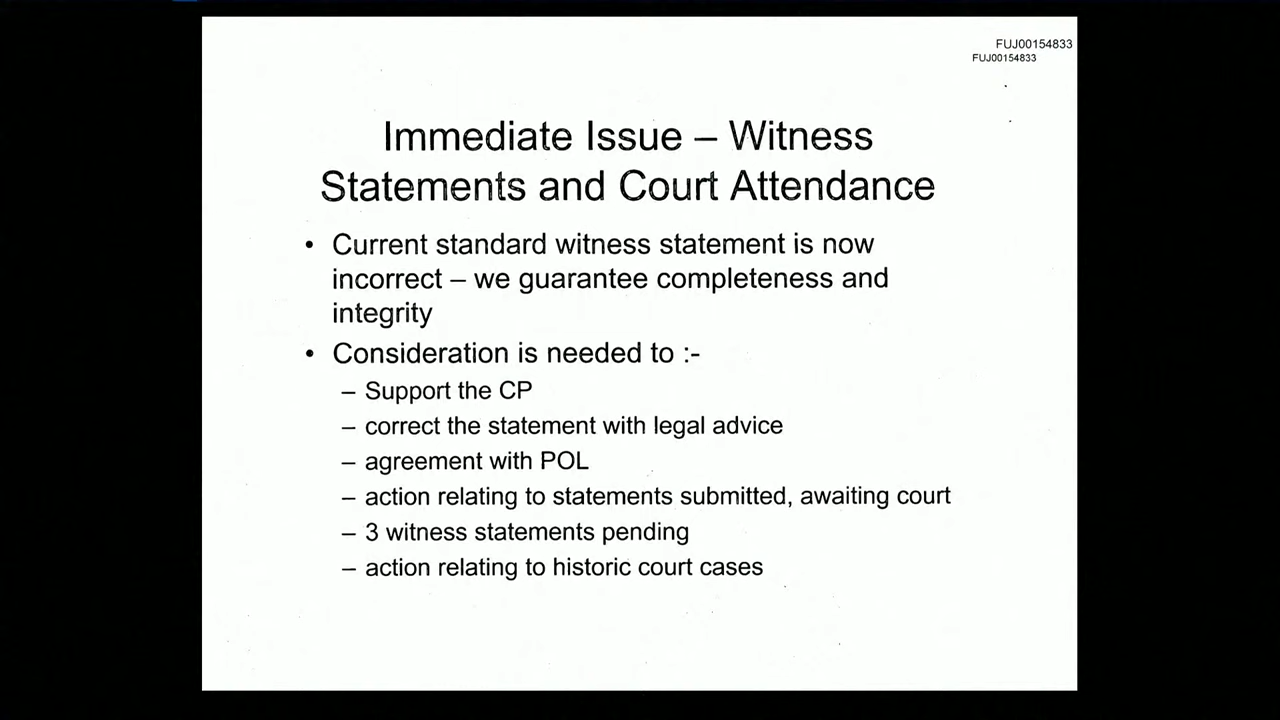 FUJ00154833
FUJ00154833
Immediate Issue – Witness
Statements and Court Attendance
• Current standard witness statement is now
incorrect – we guarantee completeness and
integrity
• Consideration is needed to :-
– Support the CP
– correct the statement with legal advice
– agreement with POL
– action relating to statements submitted, awaiting court
– 3 witness statements pending
– action relating to historic court cases